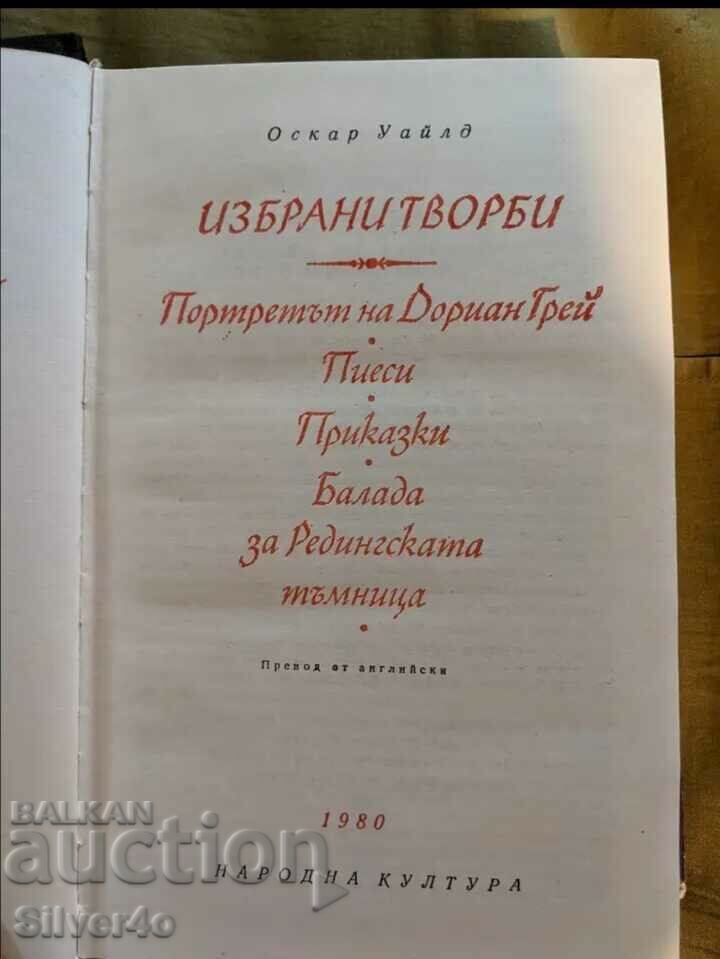 Оскар Уайлд
ИЗБРАНИ ТВОРБИ
Портретът на Дориан Грей
Пиеси
Приказки
Балада
за Редингската
тъмница
Превод от английски
1980
НАРОДНА КУЛТУРА
BALKAN
auction
Silver4o